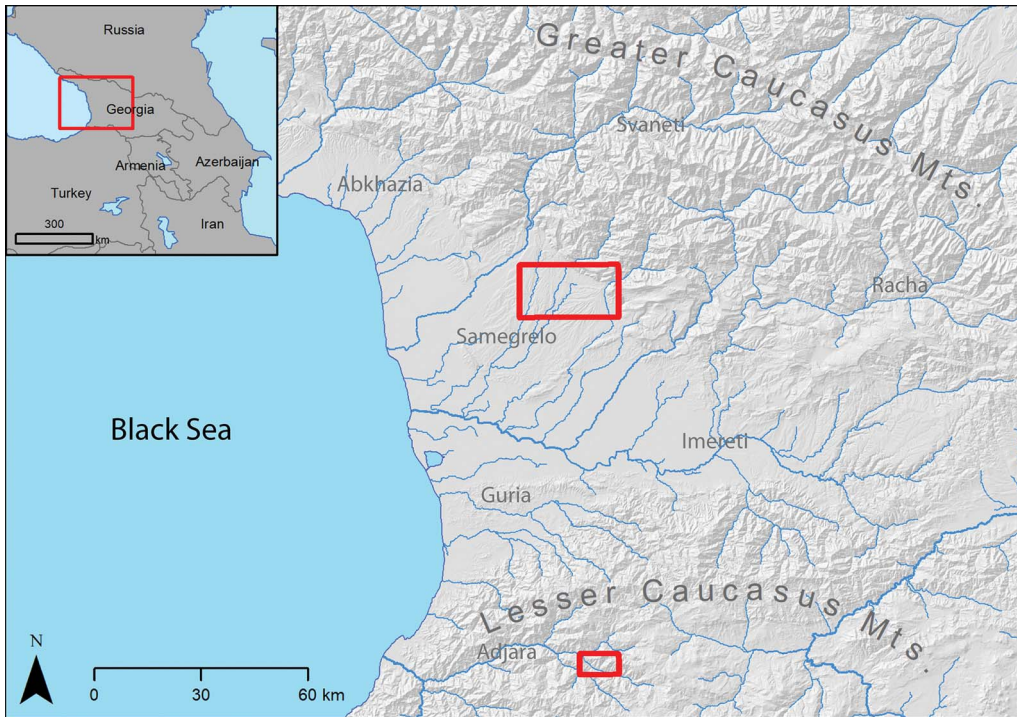 Russia
Georgia
Armenia
Azerbaijan
Turkey
Iran
300
km
Greater Caucasus Mts.
Svaneti
Abkhazia
Racha
Samegrelo
Black Sea
Imereti
Guria
Lesser Caucasus Mts.
Adjara
N
0 30 60 km